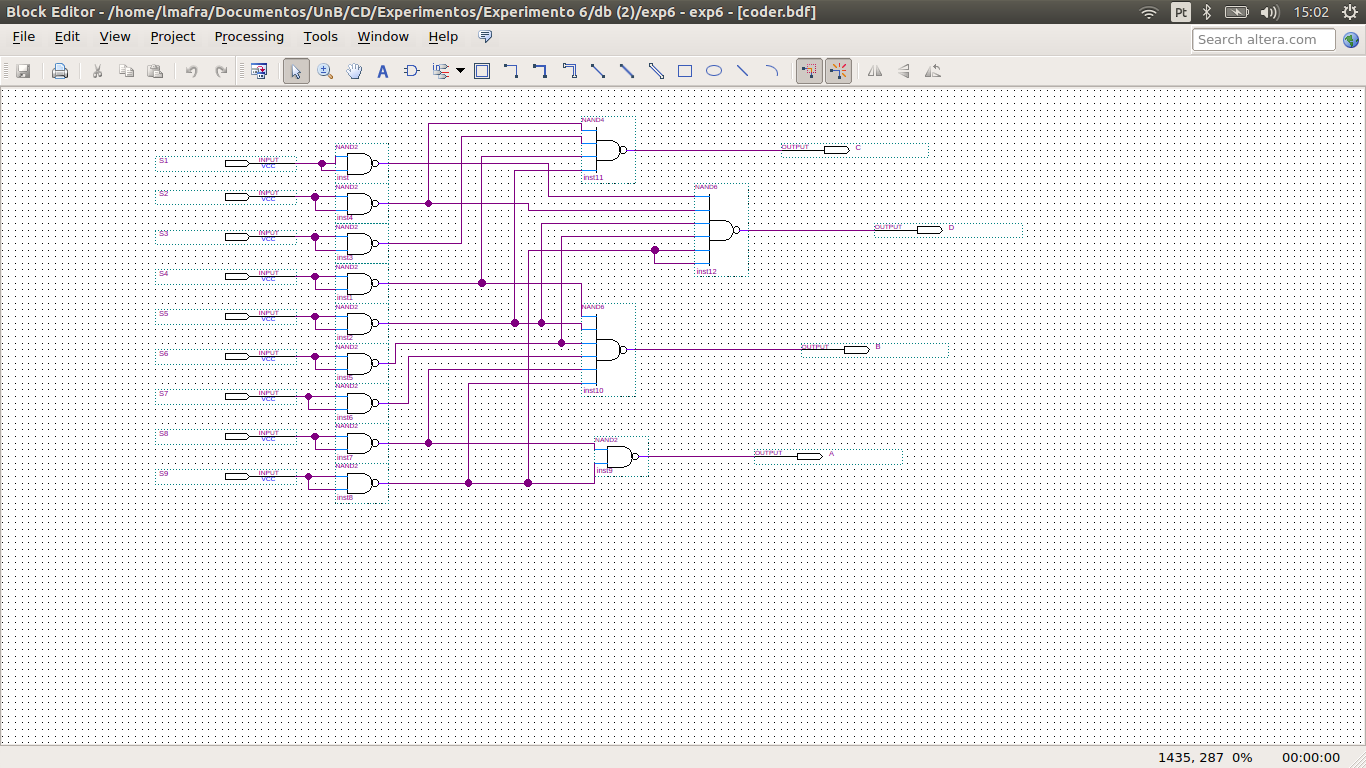 Block Editor - /home/lmafra/Documentos/UnB/CD/Experimentos/Experimento 6/db (2)/exp6 - exp6 - [coder.bdf]
Pt
15:02
File Edit View Project Processing Tools Window Help
Search altera.com
A
NAND4
inst11
OUTPUT C
S1 INPUT VCC
NAND2
inst
S2 INPUT VCC
NAND2
inst4
NAND6
inst12
OUTPUT D
S3 INPUT VCC
NAND2
inst3
S4 INPUT VCC
NAND2
inst1
S5 INPUT VCC
NAND2
inst2
NAND6
inst10
OUTPUT B
S6 INPUT VCC
NAND2
inst5
S7 INPUT VCC
NAND2
inst6
S8 INPUT VCC
NAND2
inst7
NAND2
inst9
OUTPUT A
S9 INPUT VCC
NAND2
inst8
1435, 287 0% 00:00:00